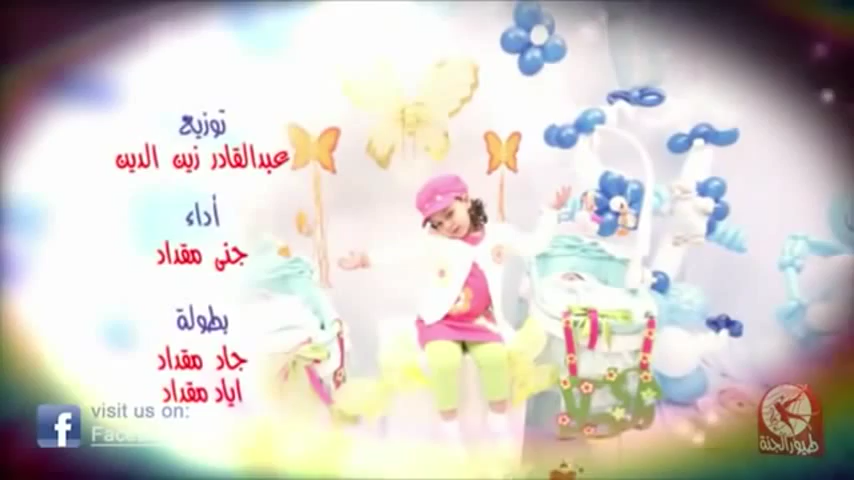 توزيع
عبدالقادر زين الدين
أداء
جنى مقداد
بطولة
جاد مقداد
اياد مقداد
visit us on:
طيور الجنة